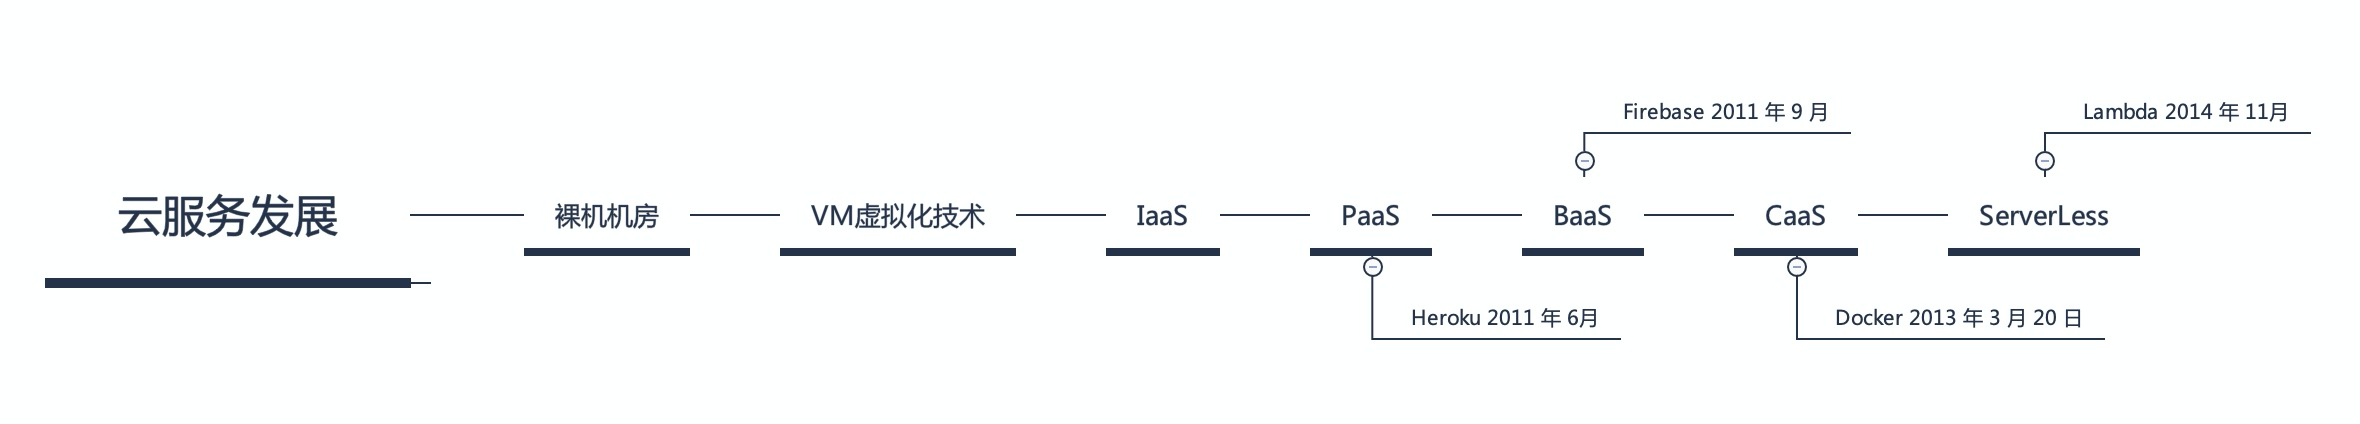 Firebase 2011 年 9 月
Lambda 2014 年 11月
云服务发展
裸机机房
VM虚拟化技术
IaaS
PaaS
BaaS
CaaS
ServerLess
Heroku 2011 年 6月
Docker 2013 年 3 月 20 日